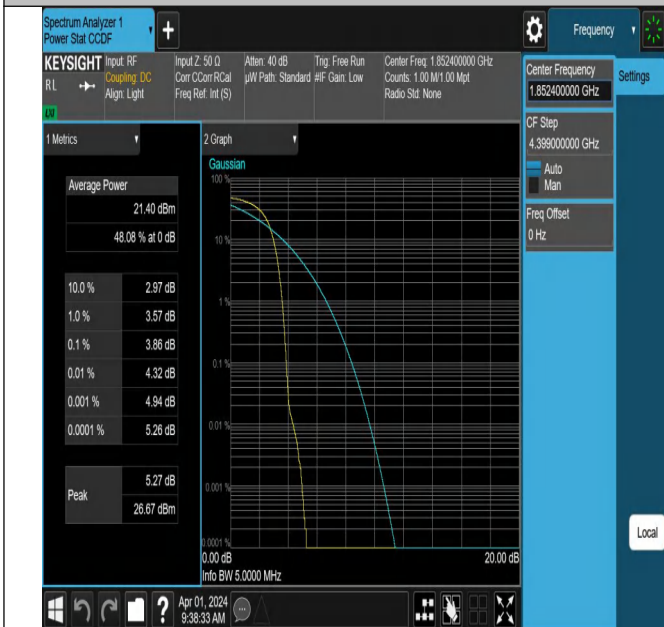 Spectrum Analyzer 1
Power Stat CCDF
Frequency
KEYSIGHT
RL
LXI
Input: RF
Coupling: DC
Align: Light
Input Z: 50 Ω
Corr CCorr RCal
Freq Ref: Int (S)
Atten: 40 dB
µW Path: Standard
Trig: Free Run
#IF Gain: Low
Center Freq: 1.852400000 GHz
Counts: 1.00 M/1.00 Mpt
Radio Std: None
Center Frequency
1.852400000 GHz
Settings
CF Step
4.399000000 GHz
Auto
Man
Freq Offset
0 Hz
Local
1 Metrics
Average Power
21.40 dBm
48.08 % at 0 dB
10.0 % 2.97 dB
1.0 % 3.57 dB
0.1 % 3.86 dB
0.01 % 4.32 dB
0.001 % 4.94 dB
0.0001 % 5.26 dB
Peak
5.27 dB
26.67 dBm
2 Graph
Gaussian
100 %
10 %
1 %
0.1 %
0.01 %
0.001 %
0.0001 %
0.00 dB
20.00 dB
Info BW 5.0000 MHz
?
Apr 01, 2024
9:38:33 AM